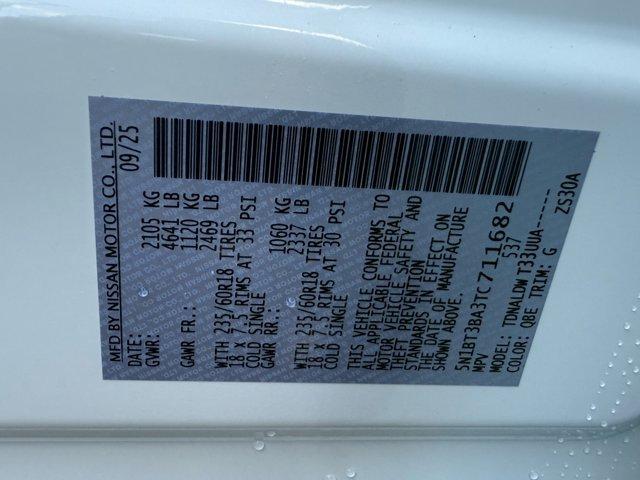 MFD BY NISSAN MOTOR CO., LTD.
DATE: 09/25
GVWR: 2105 KG
4641 LB
GAWR FR.: 1120 KG
2469 LB
WITH 235/60R18 TIRES
18 x 7.5 RIMS AT 33 PSI
COLD SINGLE
GAWR RR.: 1060 KG
2337 LB
WITH 235/60R18 TIRES
18 x 7.5 RIMS AT 30 PSI
COLD SINGLE
THIS VEHICLE CONFORMS TO
ALL APPLICABLE FEDERAL
MOTOR VEHICLE SAFETY AND
THEFT PREVENTION
STANDARDS IN EFFECT ON
THE DATE OF MANUFACTURE
SHOWN ABOVE.
5N1BT3BA3TC711682
MPV 537
MODEL: TDNALDW T33UUA------
COLOR: QBE TRIM: G ZS30A